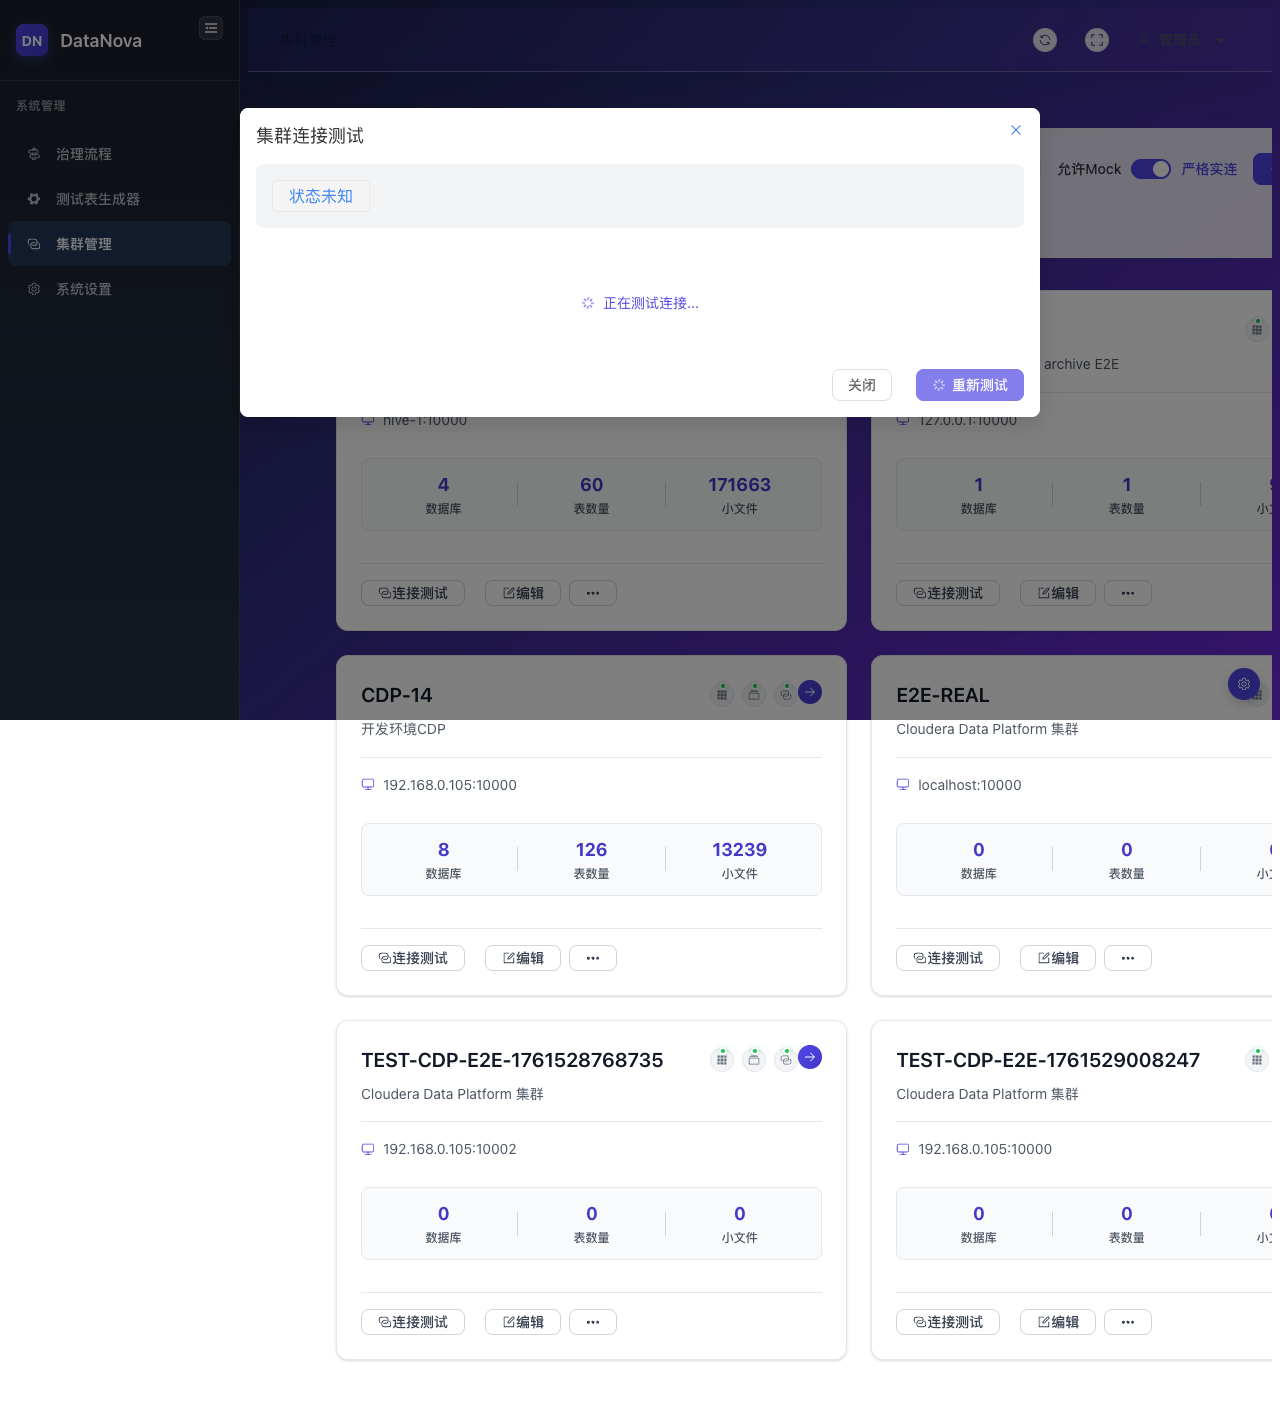 DN DataNova
系统管理
治理流程
测试表生成器
集群管理
系统设置
集群管理
管理员
集群连接测试
状态未知
正在测试连接...
关闭
重新测试
允许Mock 严格实连
archive E2E
hive-1:10000
4 60 171663
数据库 表数量 小文件
连接测试 编辑 •••
127.0.0.1:10000
1 1
数据库 表数量
连接测试 编辑 •••
CDP-14
开发环境CDP
192.168.0.105:10000
8 126 13239
数据库 表数量 小文件
连接测试 编辑 •••
E2E-REAL
Cloudera Data Platform 集群
localhost:10000
0 0
数据库 表数量
连接测试 编辑 •••
TEST-CDP-E2E-1761528768735
Cloudera Data Platform 集群
192.168.0.105:10002
0 0 0
数据库 表数量 小文件
连接测试 编辑 •••
TEST-CDP-E2E-1761529008247
Cloudera Data Platform 集群
192.168.0.105:10000
0 0
数据库 表数量
连接测试 编辑 •••